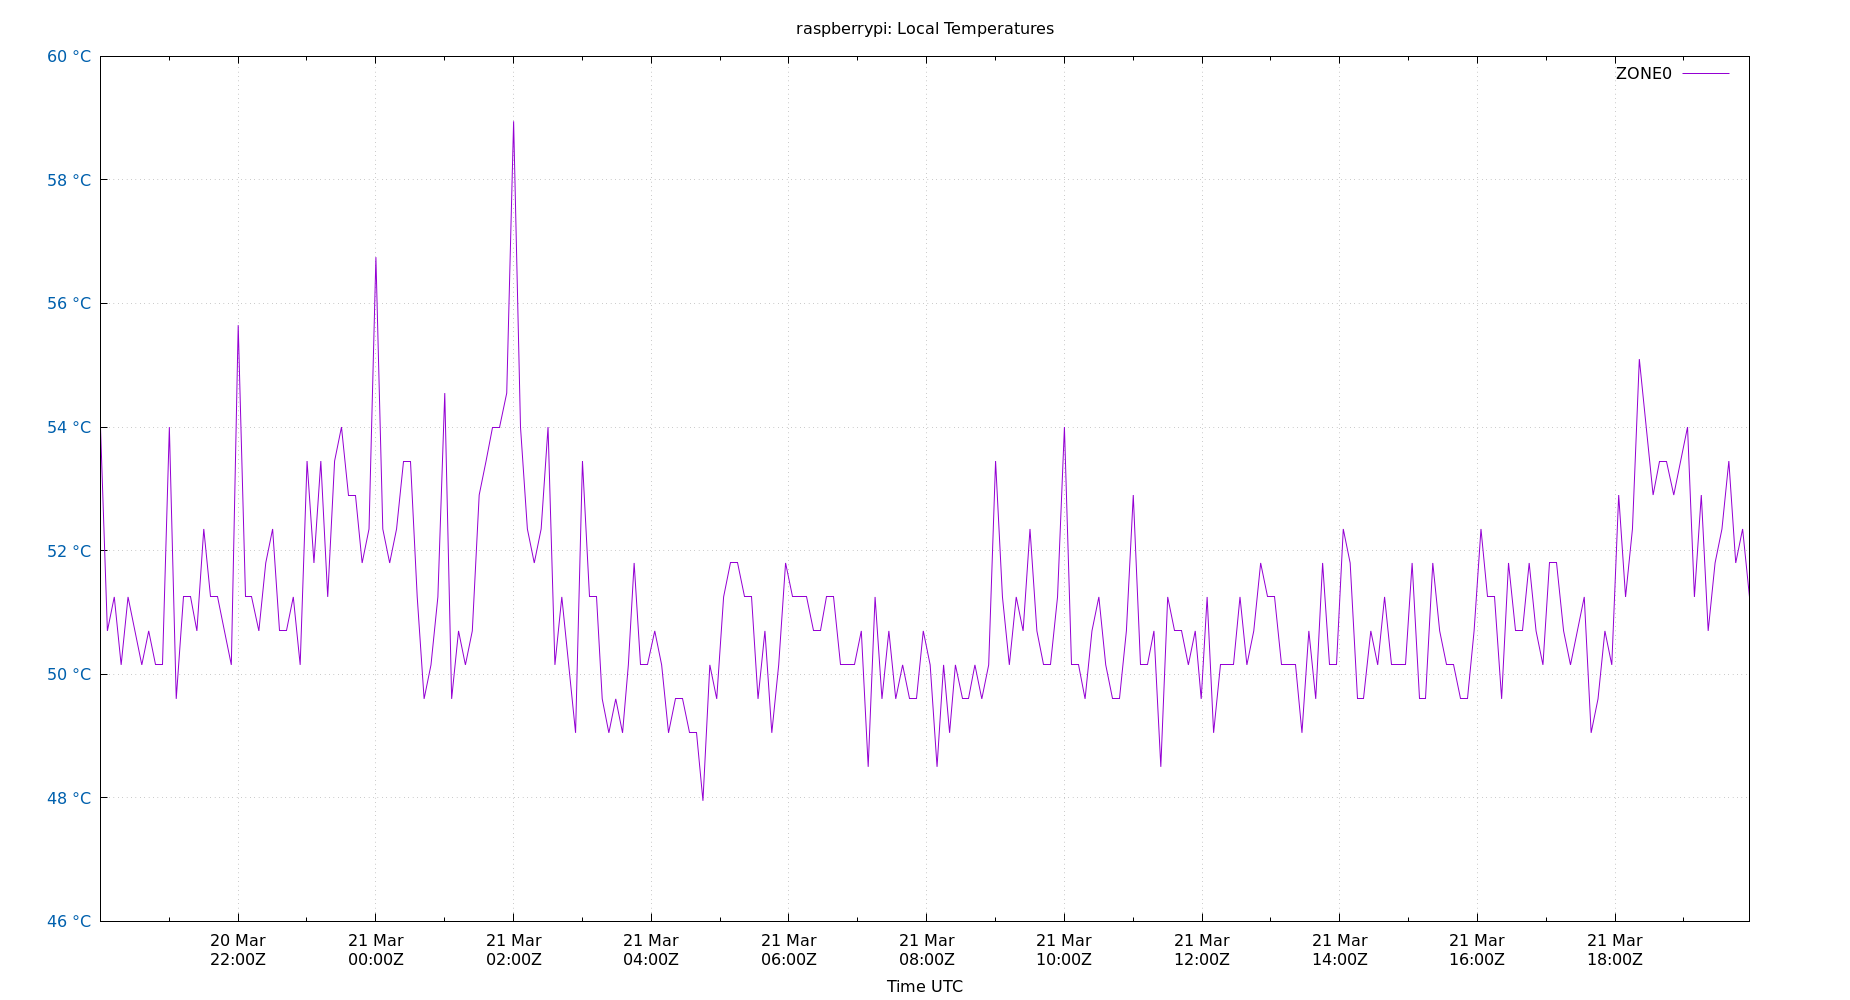 raspberrypi: Local Temperatures
60 °C
ZONE0
58 °C
56 °C
54 °C
52 °C
50 °C
48 °C
46 °C
20 Mar 21 Mar 21 Mar 21 Mar 21 Mar 21 Mar 21 Mar 21 Mar 21 Mar 21 Mar 21 Mar
22:00Z 00:00Z 02:00Z 04:00Z 06:00Z 08:00Z 10:00Z 12:00Z 14:00Z 16:00Z 18:00Z
Time UTC